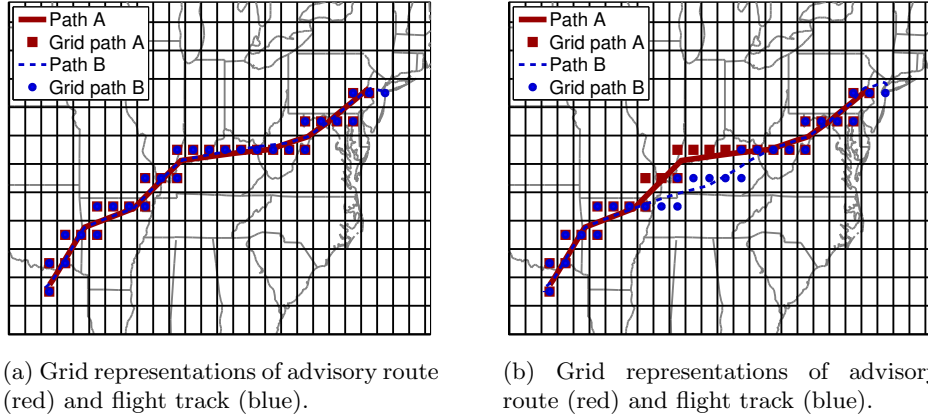 Path A
Grid path A
Path B
Grid path B
Path A
Grid path A
Path B
Grid path B
(a) Grid representations of advisory route
(red) and flight track (blue).
(b) Grid representations of advisory
route (red) and flight track (blue).